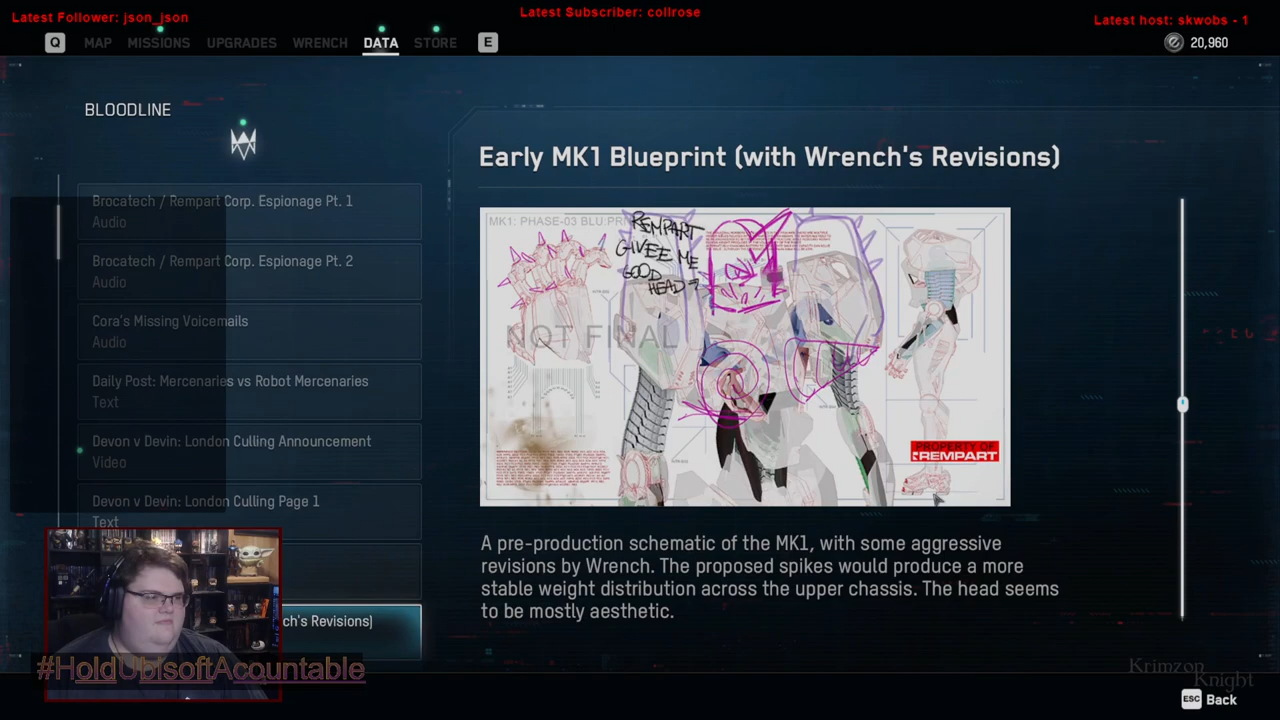 Latest Follower: json_json
Latest Subscriber: collrose
Latest host: skwobs - 1
Q MAP MISSIONS UPGRADES WRENCH DATA STORE E
20,960
BLOODLINE
Brocatech / Rempart Corp. Espionage Pt. 1
Audio
Brocatech / Rempart Corp. Espionage Pt. 2
Audio
Cora's Missing Voicemails
Audio
Daily Post: Mercenaries vs Robot Mercenaries
Text
Devon v Devin: London Culling Announcement
Video
Devon v Devin: London Culling Page 1
Text
ch's Revisions)
Early MK1 Blueprint (with Wrench's Revisions)
MK1: PHASE-03 BLU PRI
REMPART
GIVEE ME
GOOD
HEAD?
NOT FINAL
PROPERTY OF
REMPART
A pre-production schematic of the MK1, with some aggressive
revisions by Wrench. The proposed spikes would produce a more
stable weight distribution across the upper chassis. The head seems
to be mostly aesthetic.
#HoldUbisoftAcountable
Krimzon
Knight
ESC Back